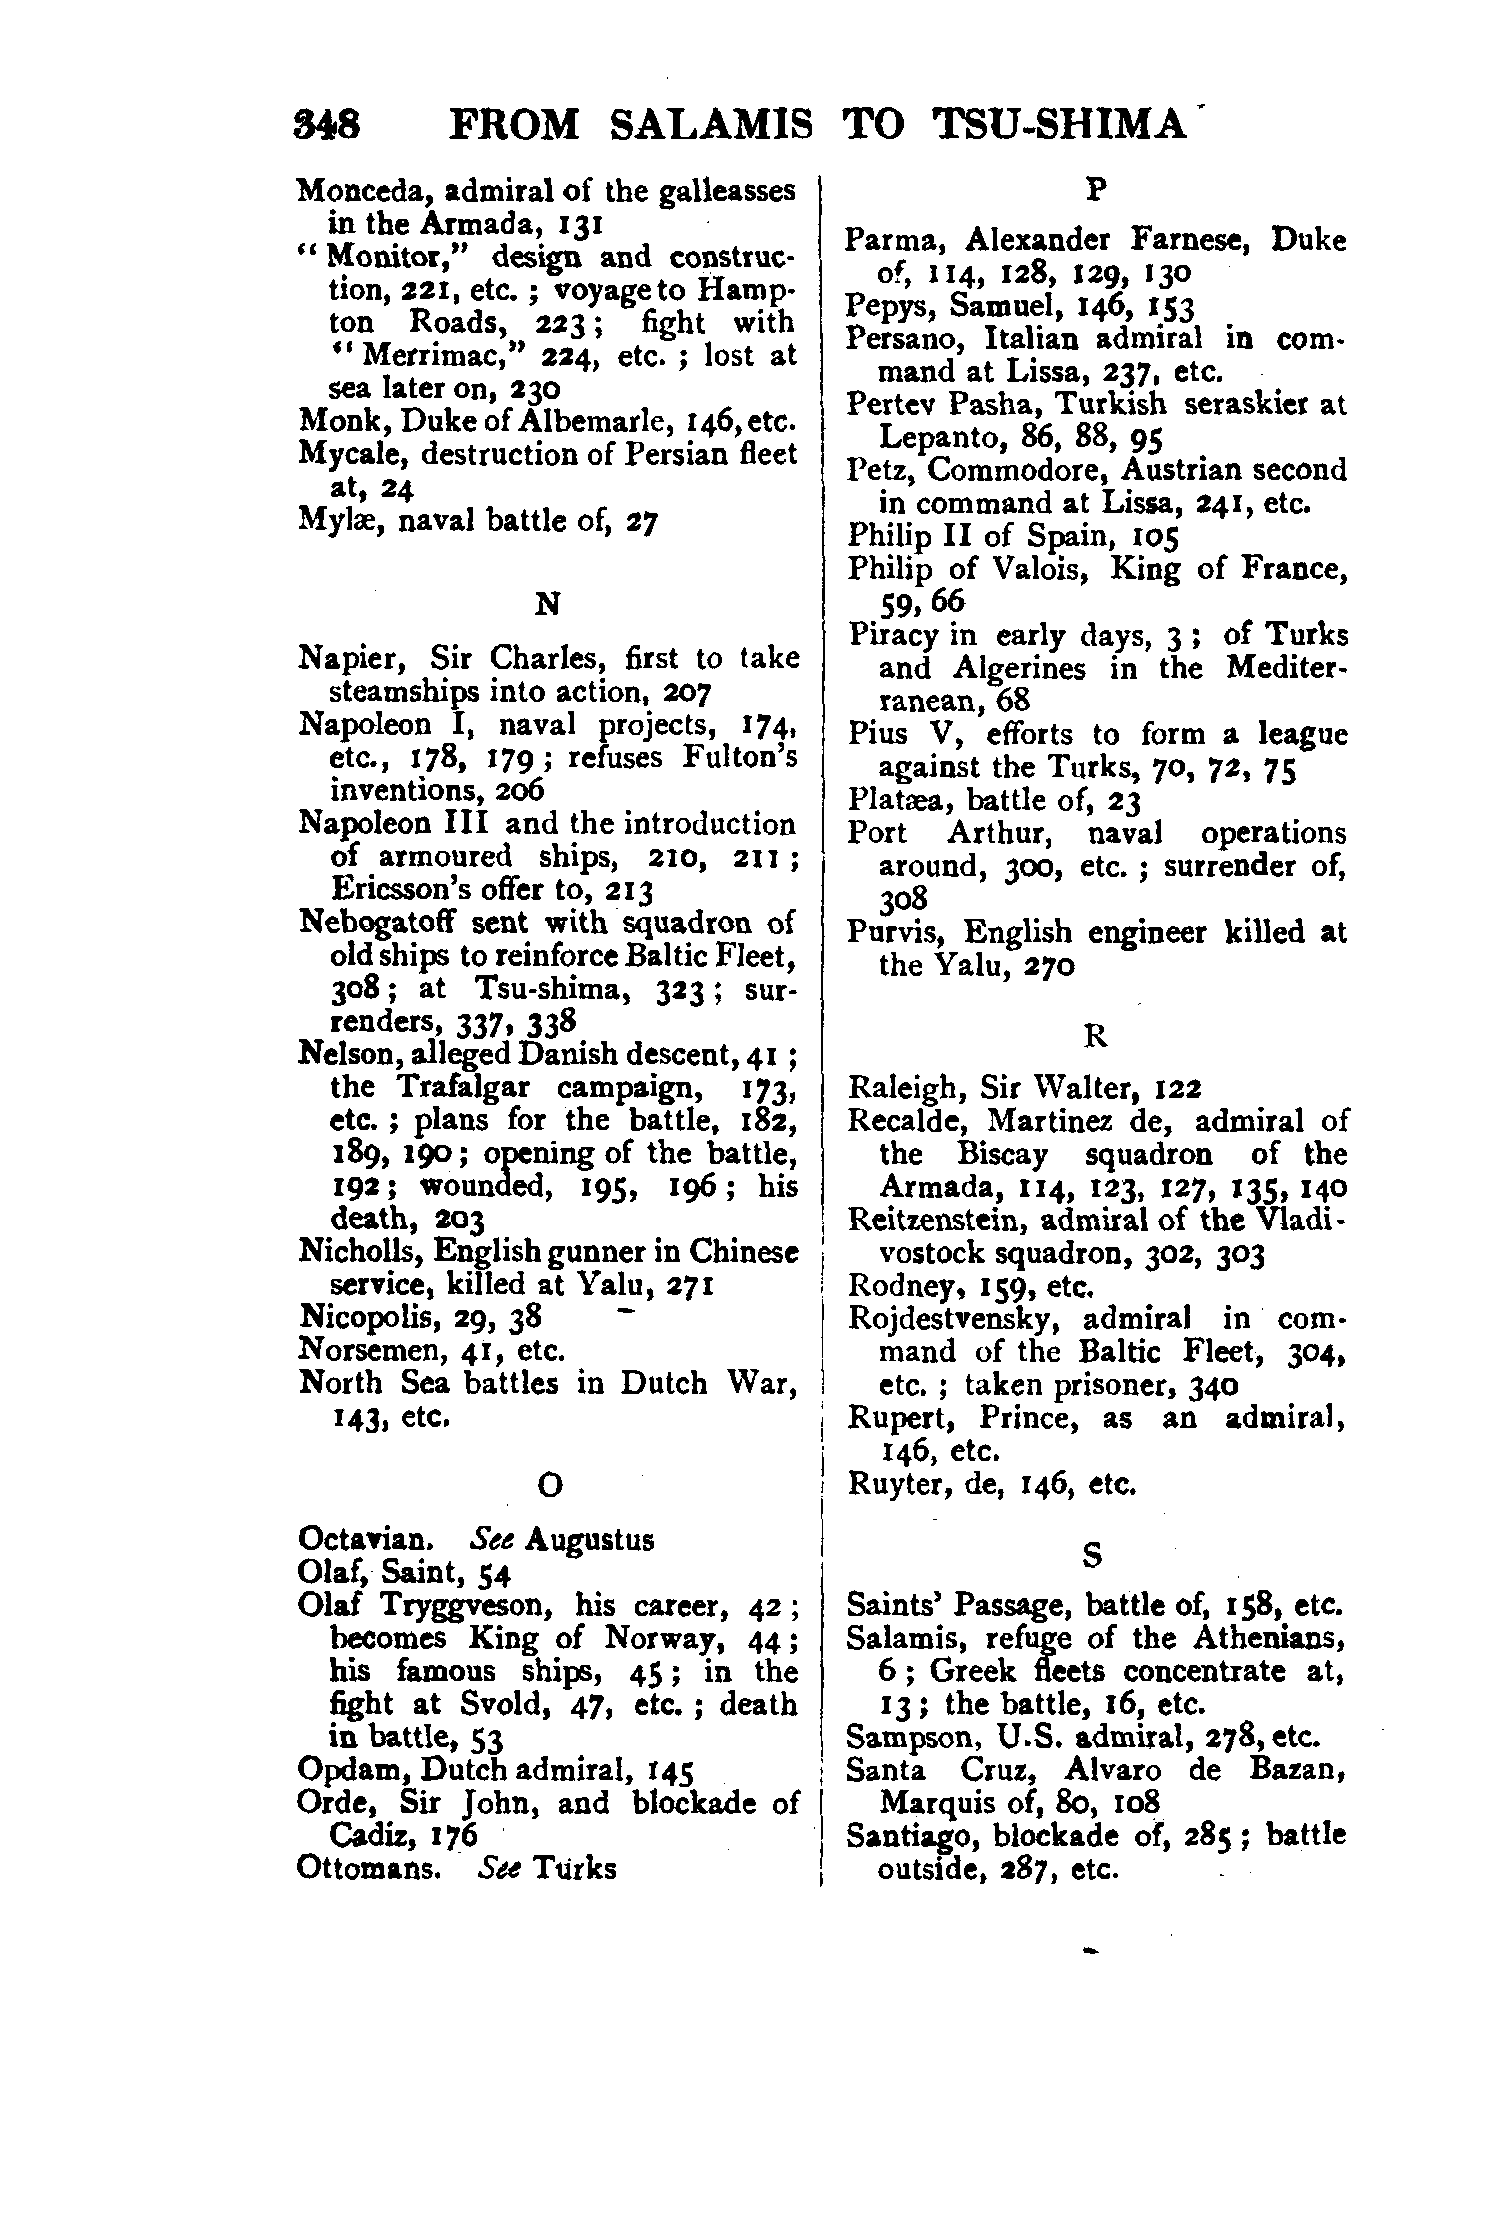 348 FROM SALAMIS TO TSU-SHIMA
Monceda, admiral of the galleasses
in the Armada, 131
"Monitor," design and construc-
tion, 221, etc. ; voyage to Hamp-
ton Roads, 223 ; fight with
"Merrimac," 224, etc. ; lost at
sea later on, 230
Monk, Duke of Albemarle, 146, etc.
Mycale, destruction of Persian fleet
at, 24
Mylæ, naval battle of, 27
N
Napier, Sir Charles, first to take
steamships into action, 207
Napoleon I, naval projects, 174,
etc., 178, 179 ; refuses Fulton's
inventions, 206
Napoleon III and the introduction
of armoured ships, 210, 211 ;
Ericsson's offer to, 213
Nebogatoff sent with squadron of
old ships to reinforce Baltic Fleet,
308 ; at Tsu-shima, 323 ; sur-
renders, 337, 338
Nelson, alleged Danish descent, 41 ;
the Trafalgar campaign, 173,
etc. ; plans for the battle, 182,
189, 190 ; opening of the battle,
192 ; wounded, 195, 196 ; his
death, 203
Nicholls, English gunner in Chinese
service, killed at Yalu, 271
Nicopolis, 29, 38
Norsemen, 41, etc.
North Sea battles in Dutch War,
143, etc.
O
Octavian. See Augustus
Olaf, Saint, 54
Olaf Tryggveson, his career, 42 ;
becomes King of Norway, 44 ;
his famous ships, 45 ; in the
fight at Svold, 47, etc. ; death
in battle, 53
Opdam, Dutch admiral, 145
Orde, Sir John, and blockade of
Cadiz, 176
Ottomans. See Turks
P
Parma, Alexander Farnese, Duke
of, 114, 128, 129, 130
Pepys, Samuel, 146, 153
Persano, Italian admiral in com-
mand at Lissa, 237, etc.
Pertev Pasha, Turkish seraskier at
Lepanto, 86, 88, 95
Petz, Commodore, Austrian second
in command at Lissa, 241, etc.
Philip II of Spain, 105
Philip of Valois, King of France,
59, 66
Piracy in early days, 3 ; of Turks
and Algerines in the Mediter-
ranean, 68
Pius V, efforts to form a league
against the Turks, 70, 72, 75
Platæa, battle of, 23
Port Arthur, naval operations
around, 300, etc. ; surrender of,
308
Purvis, English engineer killed at
the Yalu, 270
R
Raleigh, Sir Walter, 122
Recalde, Martinez de, admiral of
the Biscay squadron of the
Armada, 114, 123, 127, 135, 140
Reitzenstein, admiral of the Vladi-
vostock squadron, 302, 303
Rodney, 159, etc.
Rojdestvensky, admiral in com-
mand of the Baltic Fleet, 304,
etc. ; taken prisoner, 340
Rupert, Prince, as an admiral,
146, etc.
Ruyter, de, 146, etc.
S
Saints' Passage, battle of, 158, etc.
Salamis, refuge of the Athenians,
6 ; Greek fleets concentrate at,
13 ; the battle, 16, etc.
Sampson, U.S. admiral, 278, etc.
Santa Cruz, Alvaro de Bazan,
Marquis of, 80, 108
Santiago, blockade of, 285 ; battle
outside, 287, etc.